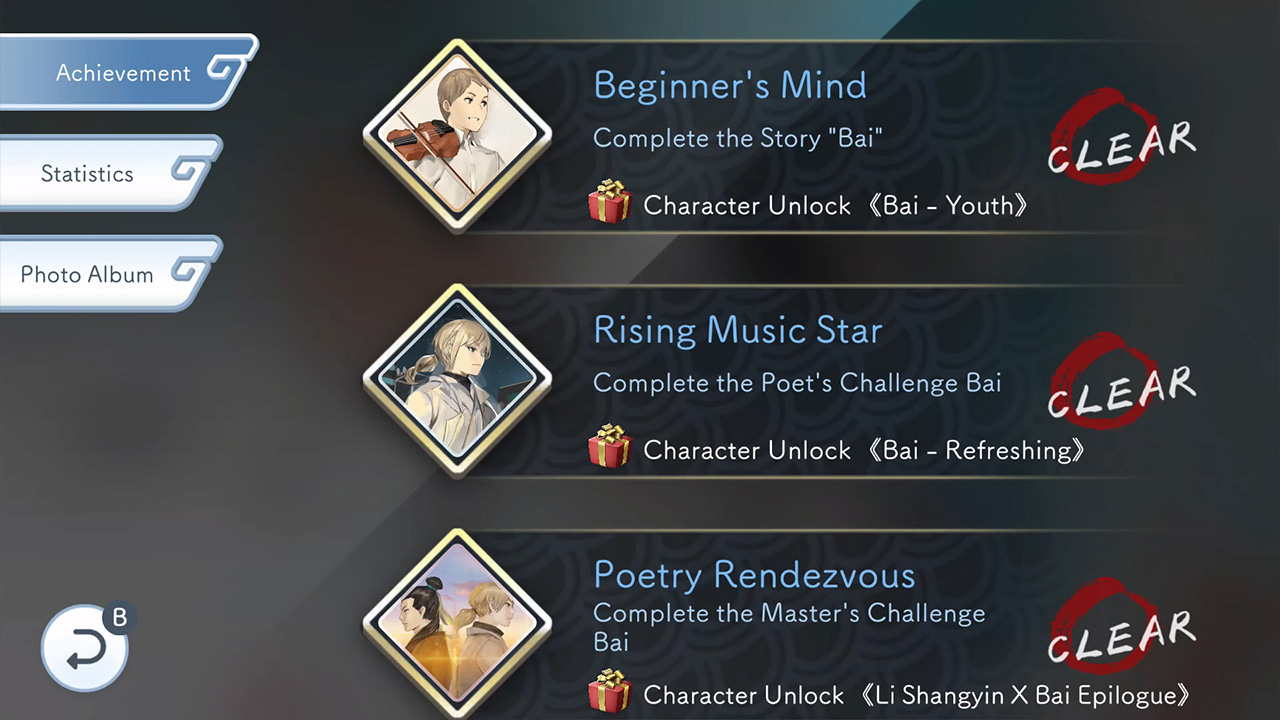 Achievement
Statistics
Photo Album
Beginner's Mind
Complete the Story "Bai"
Character Unlock 《Bai – Youth》
CLEAR
Rising Music Star
Complete the Poet's Challenge Bai
Character Unlock 《Bai – Refreshing》
CLEAR
Poetry Rendezvous
Complete the Master's Challenge
Bai
Character Unlock 《Li Shangyin X Bai Epilogue》
CLEAR
B